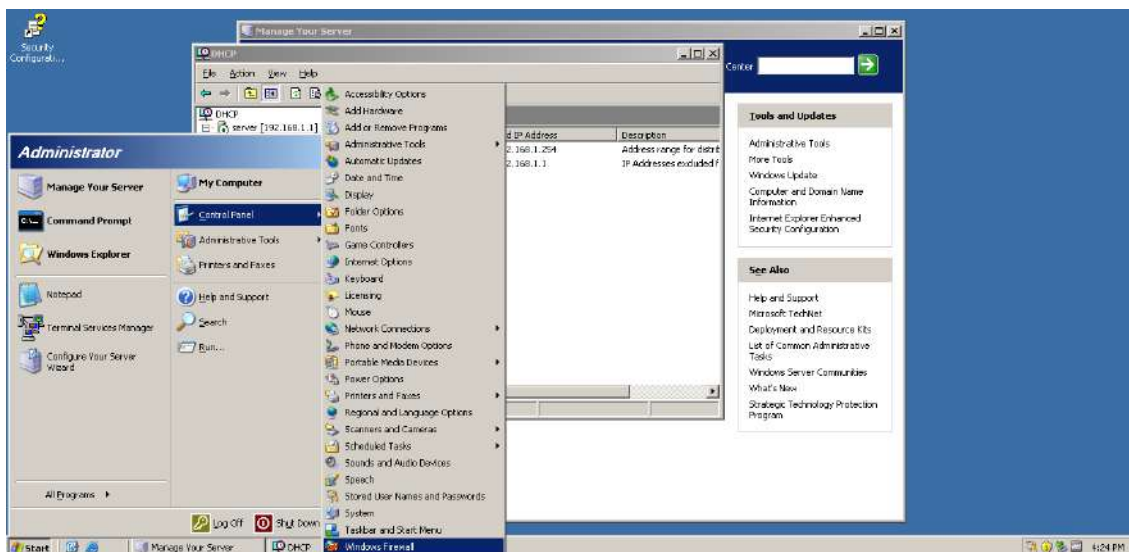 Security
Configurati...
Manage Your Server
Center
DHCP
File Action View Help
DHCP
server [192.168.1.1]
d IP Address Description
2.168.1.254 Address range for distrib
2.168.1.1 IP Addresses excluded f
Tools and Updates
Administrative Tools
More Tools
Windows Update
Computer and Domain Name
Information
Internet Explorer Enhanced
Security Configuration
See Also
Help and Support
Microsoft TechNet
Deployment and Resource Kits
List of Common Administrative
Tasks
Windows Server Communities
What's New
Strategic Technology Protection
Program
Administrator
Manage Your Server
Command Prompt
Windows Explorer
Notepad
Terminal Services Manager
Configure Your Server
Wizard
All Programs
My Computer
Control Panel
Administrative Tools
Printers and Faxes
Help and Support
Search
Run...
Log Off Shut Down
Accessibility Options
Add Hardware
Add or Remove Programs
Administrative Tools
Automatic Updates
Date and Time
Display
Folder Options
Fonts
Game Controllers
Internet Options
Keyboard
Licensing
Mouse
Network Connections
Phone and Modem Options
Portable Media Devices
Power Options
Printers and Faxes
Regional and Language Options
Scanners and Cameras
Scheduled Tasks
Sounds and Audio Devices
Speech
Stored User Names and Passwords
System
Taskbar and Start Menu
Windows Firewall
Start Manage Your Server DHCP 4:24 PM